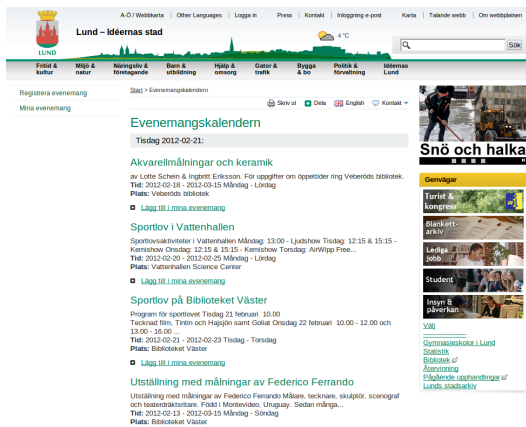 A-Ö / Webbkarta | Other Languages | Logga in Press | Kontakt | Inloggning e-post Karta | Talande webb | Om webbplatsen
LUND
Lund – Idéernas stad
4 °C
Sök
Fritid & kultur
Miljö & natur
Näringsliv & företagande
Barn & utbildning
Hjälp & omsorg
Gator & trafik
Bygga & bo
Politik & förvaltning
Idéernas Lund
Registrera evenemang
Mina evenemang
Start > Evenemangskalendern
Skriv ut Dela English Kontakt
Evenemangskalendern
Tisdag 2012-02-21:
Akvarellmålningar och keramik
av Lotte Schein & Ingbritt Eriksson. För uppgifter om öppettider ring Veberöds bibliotek.
Tid: 2012-02-18 - 2012-03-15 Måndag - Lördag
Plats: Veberöds bibliotek
Lägg till i mina evenemang
Sportlov i Vattenhallen
Sportlovsaktiviteter i Vattenhallen Måndag: 13:00 - Ljudshow Tisdag: 12:15 & 15:15 -
Kemishow Onsdag: 12:15 & 15:15 - Kemishow Torsdag: AirWipp Free...
Tid: 2012-02-20 - 2012-02-25 Måndag - Lördag
Plats: Vattenhallen Science Center
Lägg till i mina evenemang
Sportlov på Biblioteket Väster
Program för sportlovet Tisdag 21 februari 10.00
Tecknad film, Tintin och Hajsjön samt Goliat Onsdag 22 februari 10.00 - 12.00 och
13.00 - 16.00 ...
Tid: 2012-02-21 - 2012-02-23 Tisdag - Torsdag
Plats: Biblioteket Väster
Lägg till i mina evenemang
Utställning med målningar av Federico Ferrando
Utställning med målningar av Federico Ferrando Målare, tecknare, skulptör, scenograf
och teaterdräktsritare. Född i Montevideo, Uruguay. Sedan många...
Tid: 2012-02-13 - 2012-03-15 Måndag - Söndag
Plats: Biblioteket Väster
Snö och halka
Genvägar
Turist &
kongress
Blankett-
arkiv
Lediga
jobb
Student
Insyn &
påverkan
Välj
--------------------
Gymnasieskolor i Lund
Statistik
Bibliotek
Återvinning
Pågående upphandlingar
Lunds stadsarkiv